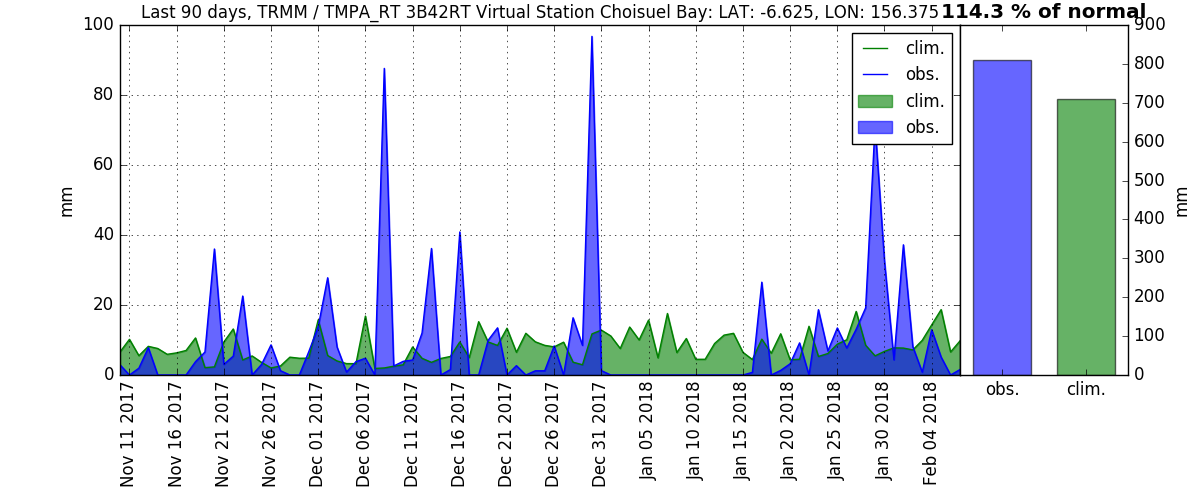 Last 90 days, TRMM / TMPA_RT 3B42RT Virtual Station Choisuel Bay: LAT: -6.625, LON: 156.375
114.3 % of normal
100
80
60
40
20
0
mm
clim.
obs.
clim.
obs.
900
800
700
600
500
400
300
200
100
0
mm
Nov 11 2017
Nov 16 2017
Nov 21 2017
Nov 26 2017
Dec 01 2017
Dec 06 2017
Dec 11 2017
Dec 16 2017
Dec 21 2017
Dec 26 2017
Dec 31 2017
Jan 05 2018
Jan 10 2018
Jan 15 2018
Jan 20 2018
Jan 25 2018
Jan 30 2018
Feb 04 2018
obs.
clim.